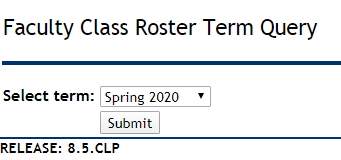 Faculty Class Roster Term Query
Select term: Spring 2020
Submit
RELEASE: 8.5.CLP